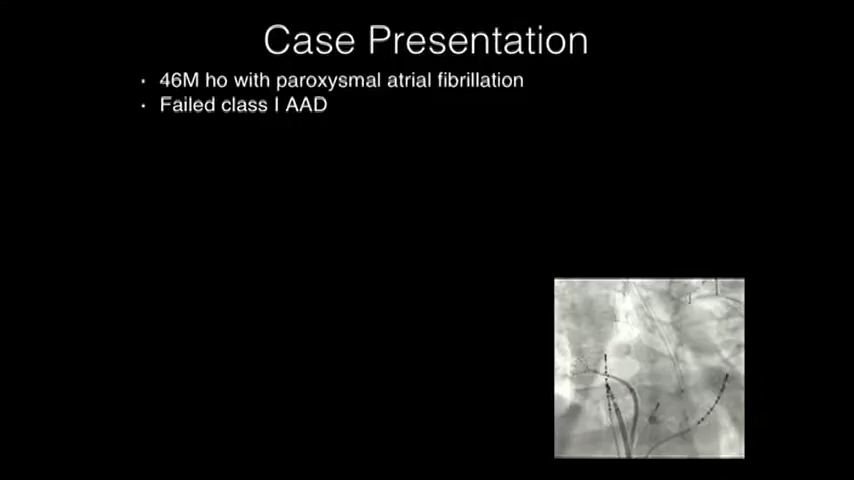 Case Presentation
• 46M ho with paroxysmal atrial fibrillation
• Failed class I AAD